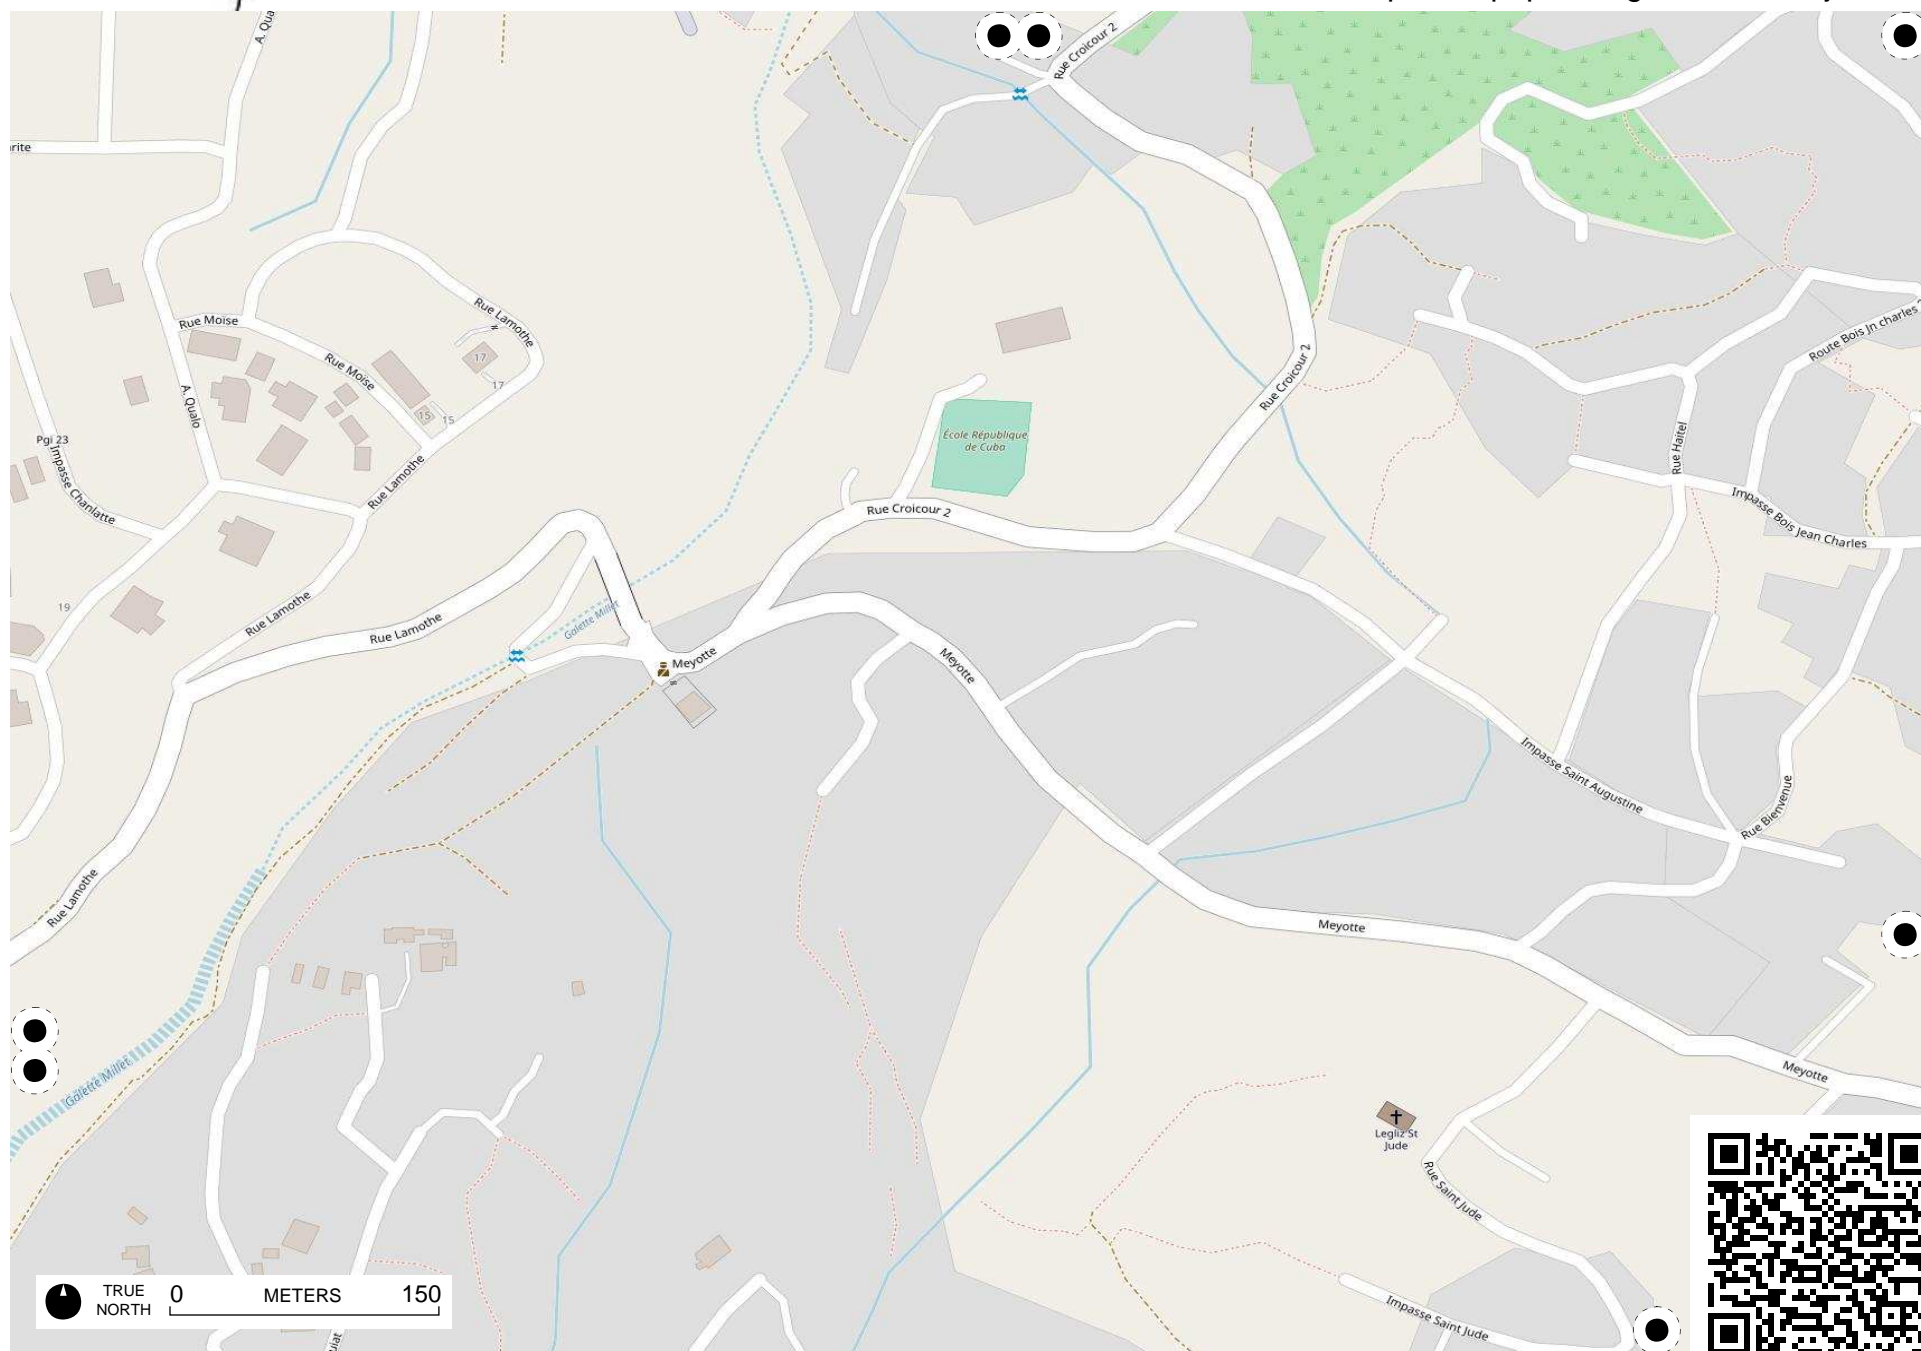 A. Qua
Rue Croicour 2
rite
Rue Lamothe
Rue Moise
Rue Moise
17
17
15
15
A. Qualo
Pgi 23
Impasse Chanlatte
Rue Lamothe
19
Rue Lamothe
Rue Lamothe
Galette Millet
Meyotte
École République
de Cuba
Rue Croicour 2
Rue Croicour 2
Route Bois Jn charles
Rue Haitel
Impasse Bois Jean Charles
Meyotte
Impasse Saint Augustine
Rue Bienvenue
Rue Lamothe
Meyotte
Galette Millet
Meyotte
Legliz St
Jude
Rue Saint Jude
Impasse Saint Jude
TRUE
NORTH
0 METERS 150